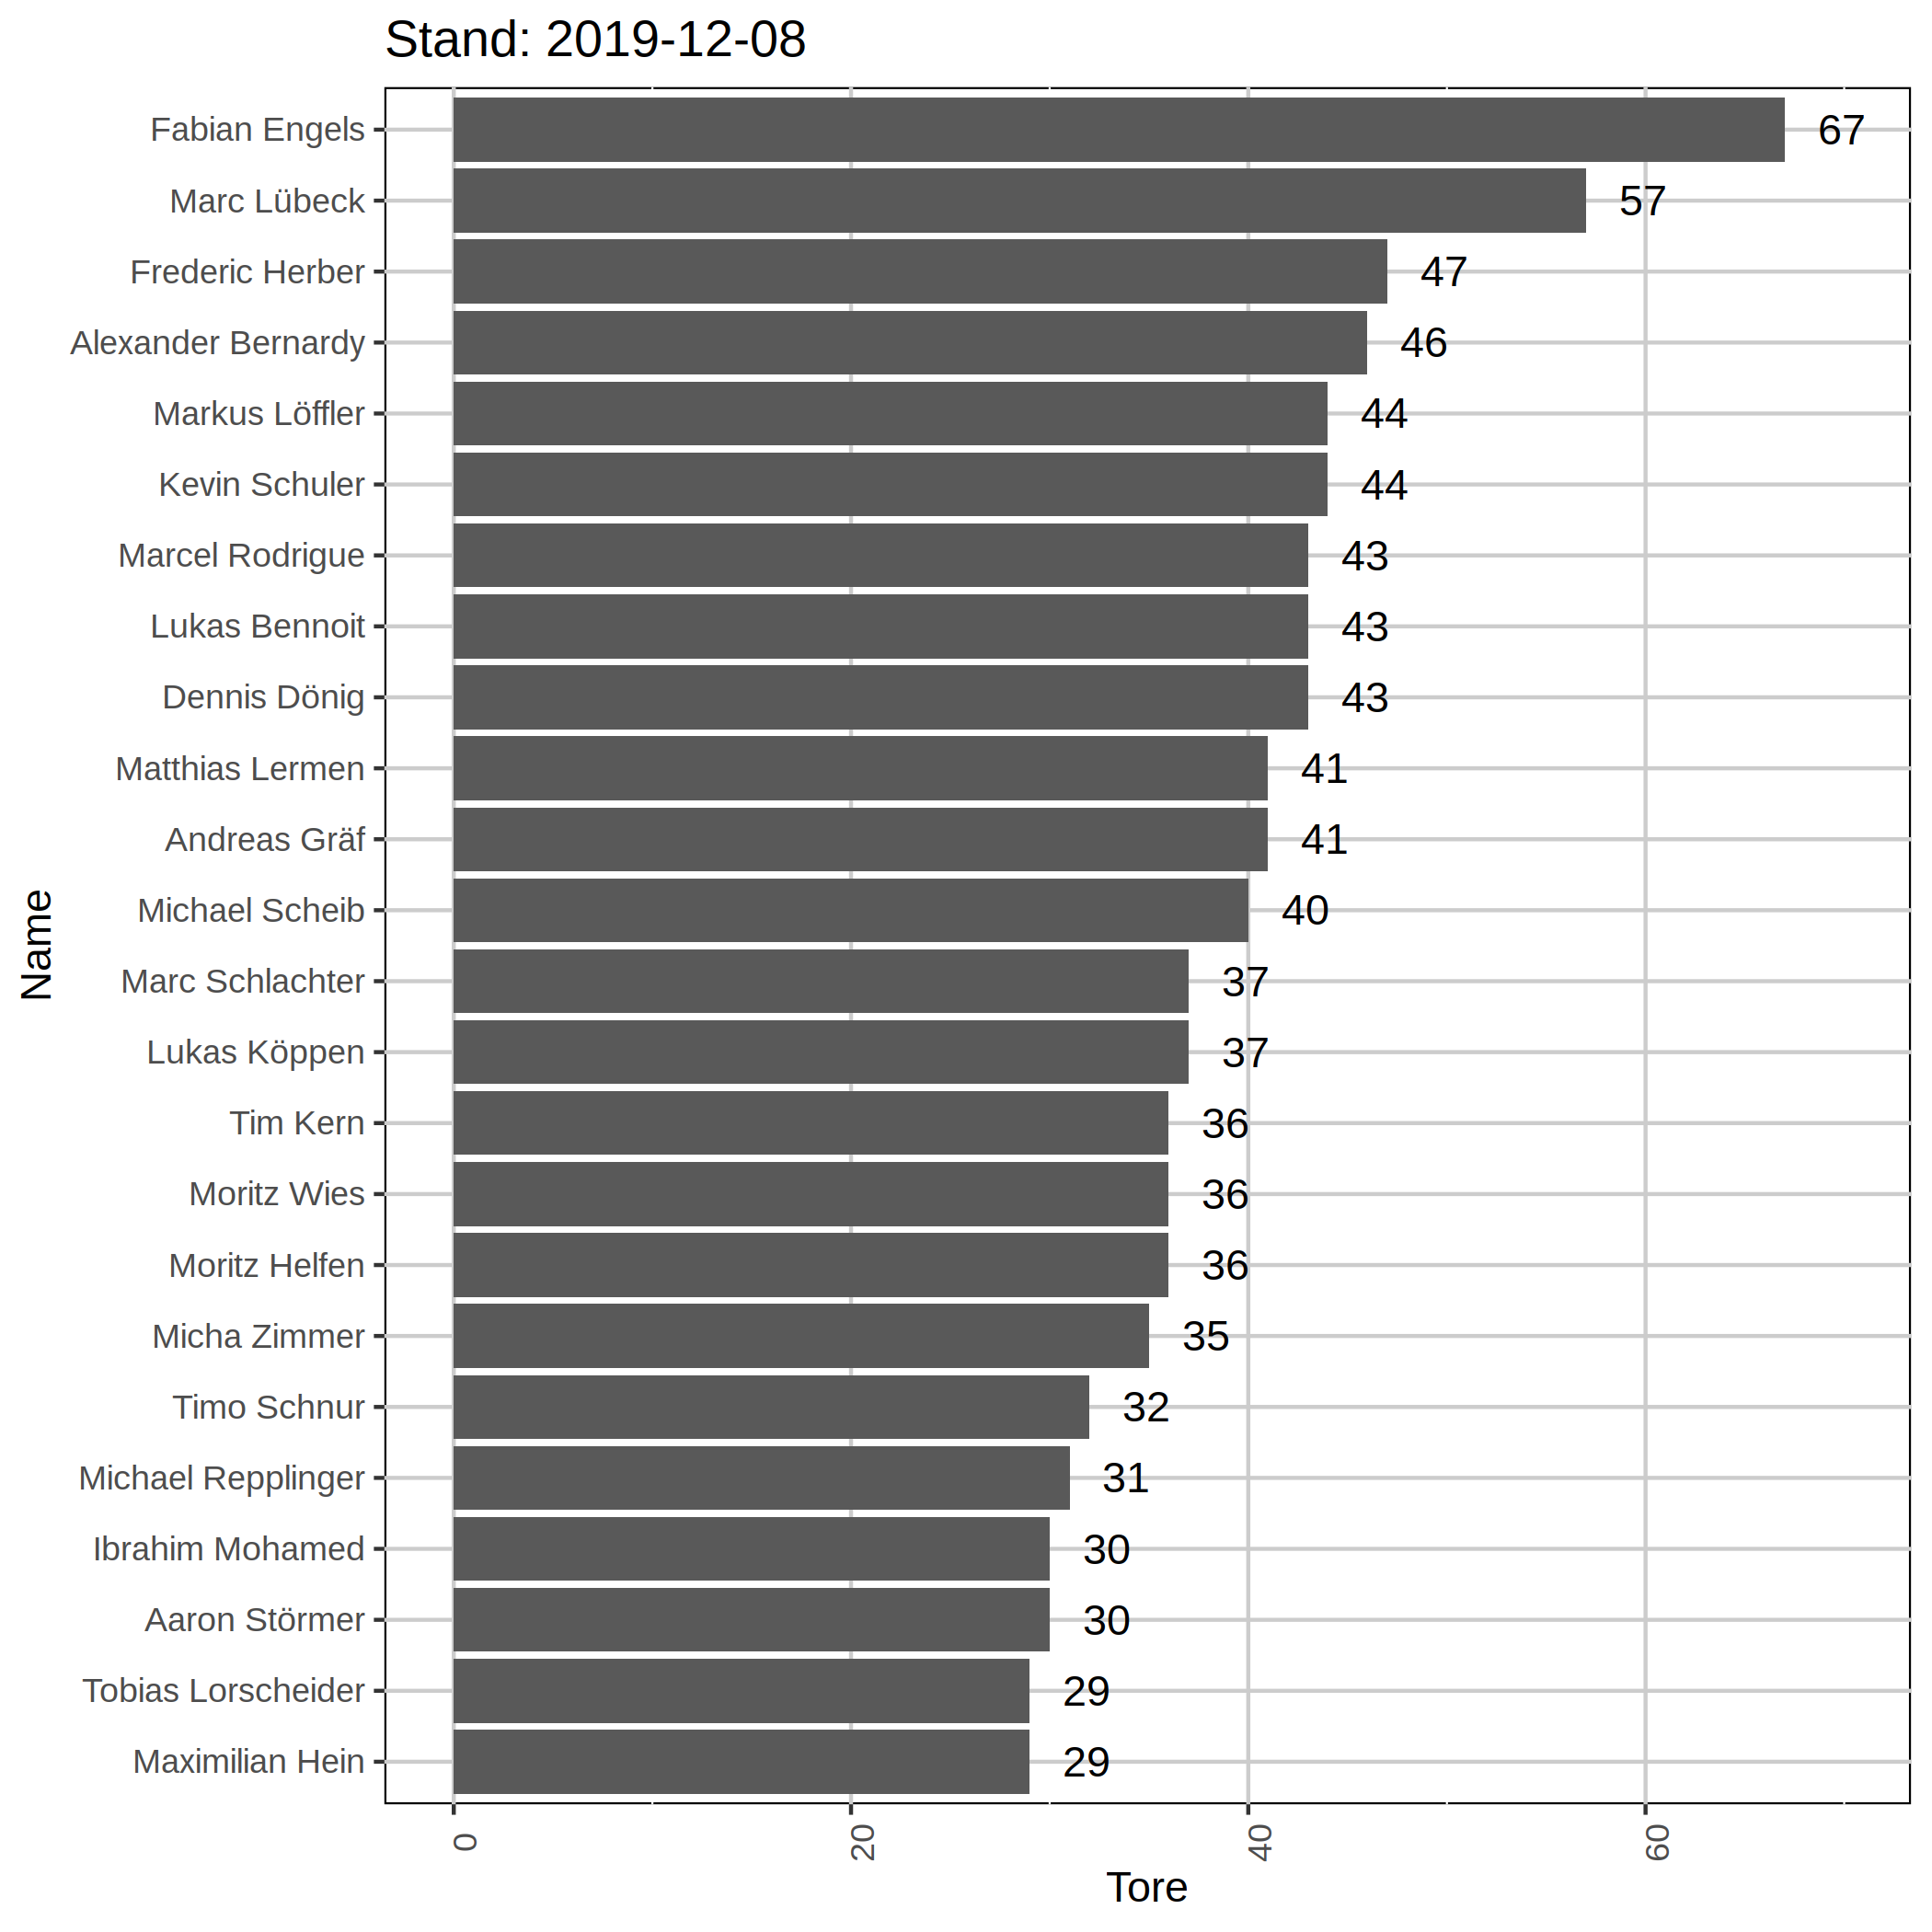 Stand: 2019-12-08
Fabian Engels 67
Marc Lübeck 57
Frederic Herber 47
Alexander Bernardy 46
Markus Löffler 44
Kevin Schuler 44
Marcel Rodrigue 43
Lukas Bennoit 43
Dennis Dönig 43
Matthias Lermen 41
Andreas Gräf 41
Michael Scheib 40
Marc Schlachter 37
Lukas Köppen 37
Tim Kern 36
Moritz Wies 36
Moritz Helfen 36
Micha Zimmer 35
Timo Schnur 32
Michael Repplinger 31
Ibrahim Mohamed 30
Aaron Störmer 30
Tobias Lorscheider 29
Maximilian Hein 29
Name
0 20 40 60
Tore